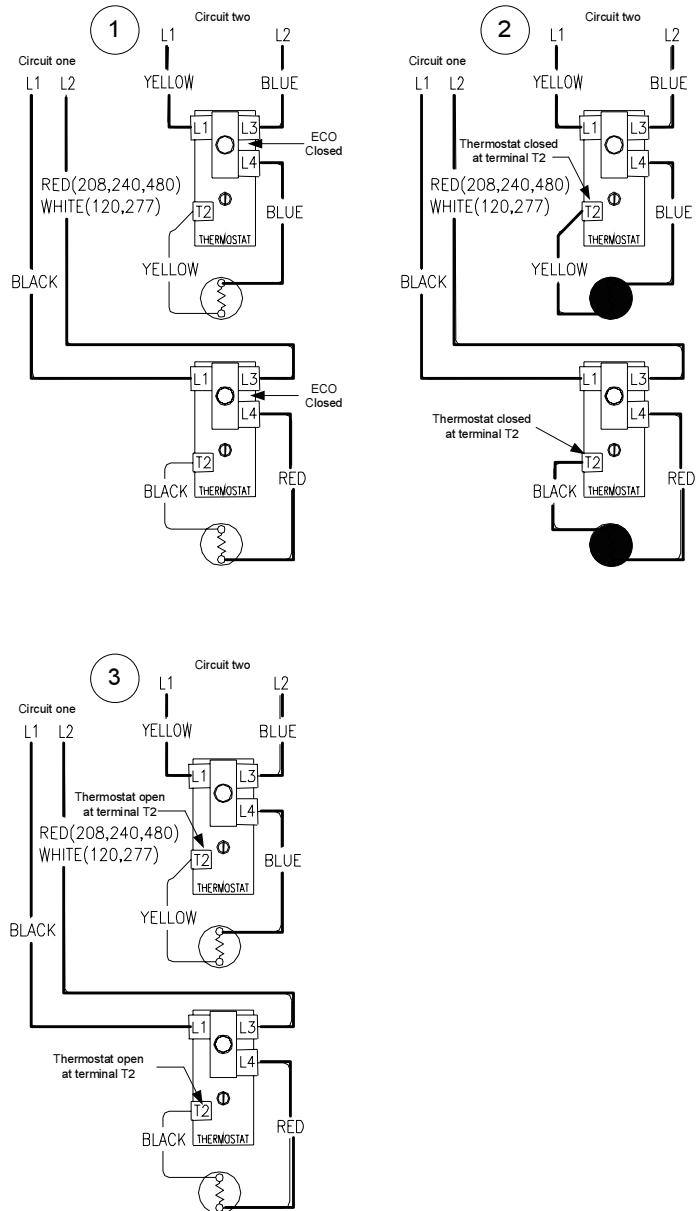 1
Circuit two
L1 L2
Circuit one
L1 L2
YELLOW BLUE
L1 L3
ECO
Closed
L4
RED(208,240,480)
WHITE(120,277)
T2
BLUE
THERMOSTAT
YELLOW
BLACK
L1 L3
ECO
Closed
L4
T2
RED
BLACK
THERMOSTAT
2
Circuit two
L1 L2
Circuit one
L1 L2
YELLOW BLUE
L1 L3
Thermostat closed
at terminal T2
L4
RED(208,240,480)
WHITE(120,277)
T2
BLUE
THERMOSTAT
YELLOW
BLACK
L1 L3
L4
Thermostat closed
at terminal T2
T2
RED
BLACK
THERMOSTAT
3
Circuit two
L1 L2
Circuit one
L1 L2
YELLOW BLUE
L1 L3
Thermostat open
at terminal T2
L4
RED(208,240,480)
WHITE(120,277)
T2
BLUE
THERMOSTAT
YELLOW
BLACK
L1 L3
L4
Thermostat open
at terminal T2
T2
RED
BLACK
THERMOSTAT